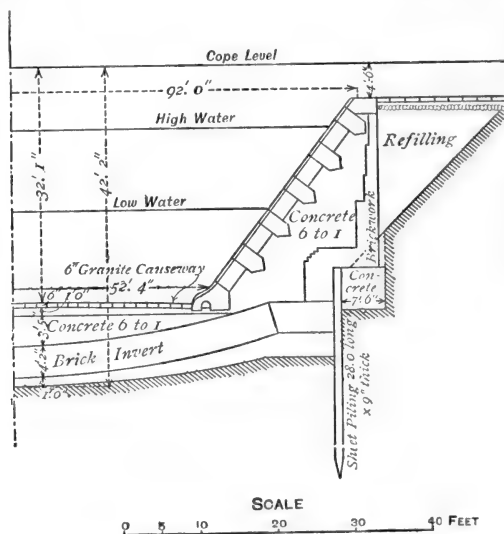 Cope Level
92'. 0"
4'.0"
High Water
Refilling
32'. 1"
42'. 2"
Low Water
Concrete
6 to 1
Brickwork
6" Granite Causeway
52'. 4"
6" 1'0"
Con-
crete
7'.6"
Concrete 6 to 1
3'.5"
Brick Invert
4'.2"
1'.0"
Sheet Piling 28.0 long
x 9" thick
SCALE
0 5 10 20 30 40 FEET